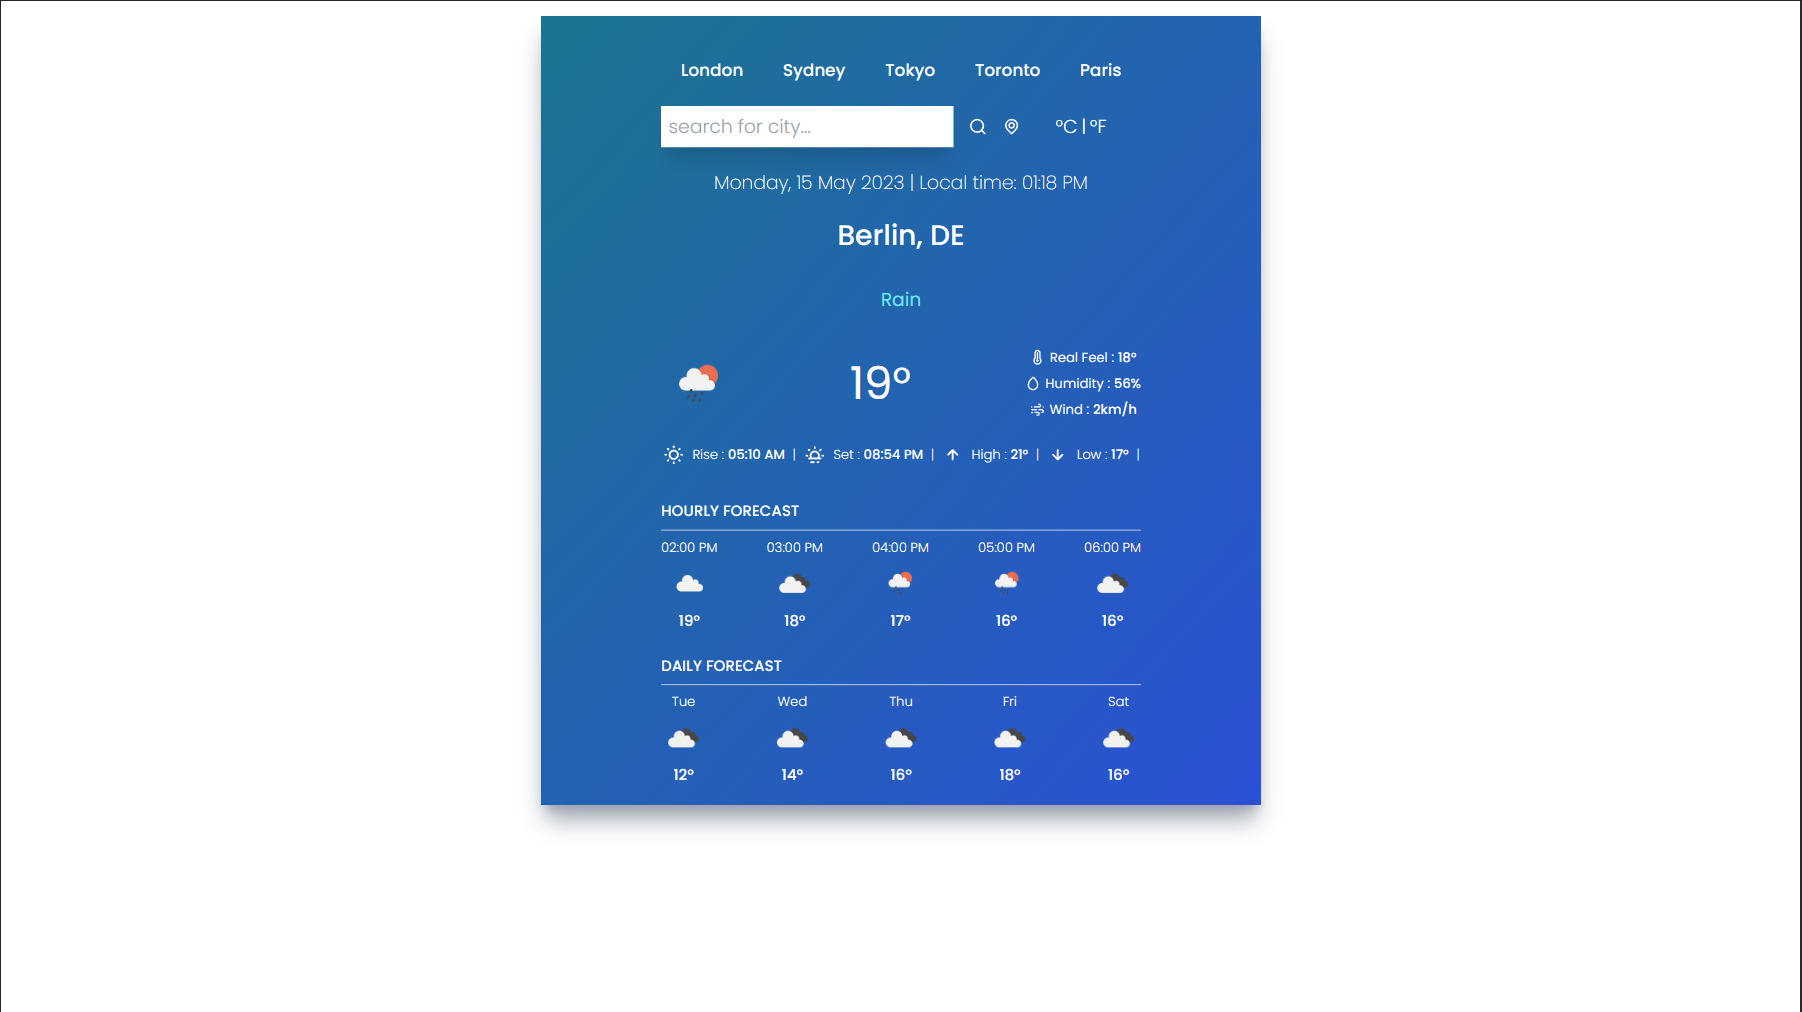 London Sydney Tokyo Toronto Paris
search for city... °C | °F
Monday, 15 May 2023 | Local time: 01:18 PM
Berlin, DE
Rain
19°
Real Feel : 18°
Humidity : 56%
Wind : 2km/h
Rise : 05:10 AM | Set : 08:54 PM | High : 21° | Low : 17° |
HOURLY FORECAST
02:00 PM 03:00 PM 04:00 PM 05:00 PM 06:00 PM
19° 18° 17° 16° 16°
DAILY FORECAST
Tue Wed Thu Fri Sat
12° 14° 16° 18° 16°